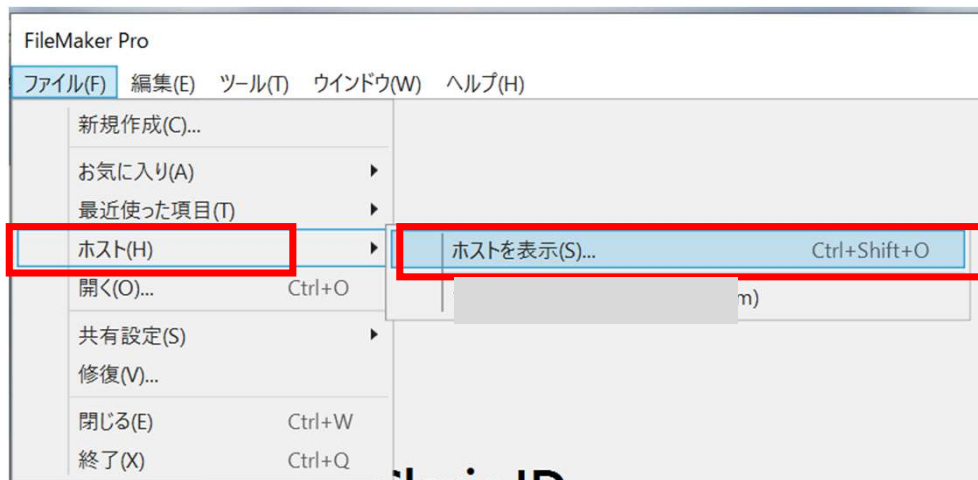 FileMaker Pro
ファイル(F) 編集(E) ツール(T) ウインドウ(W) ヘルプ(H)
新規作成(C)...
お気に入り(A)
最近使った項目(T)
ホスト(H)
ホストを表示(S)... Ctrl+Shift+O
開く(O)... Ctrl+O
m)
共有設定(S)
修復(V)...
閉じる(E) Ctrl+W
終了(X) Ctrl+Q